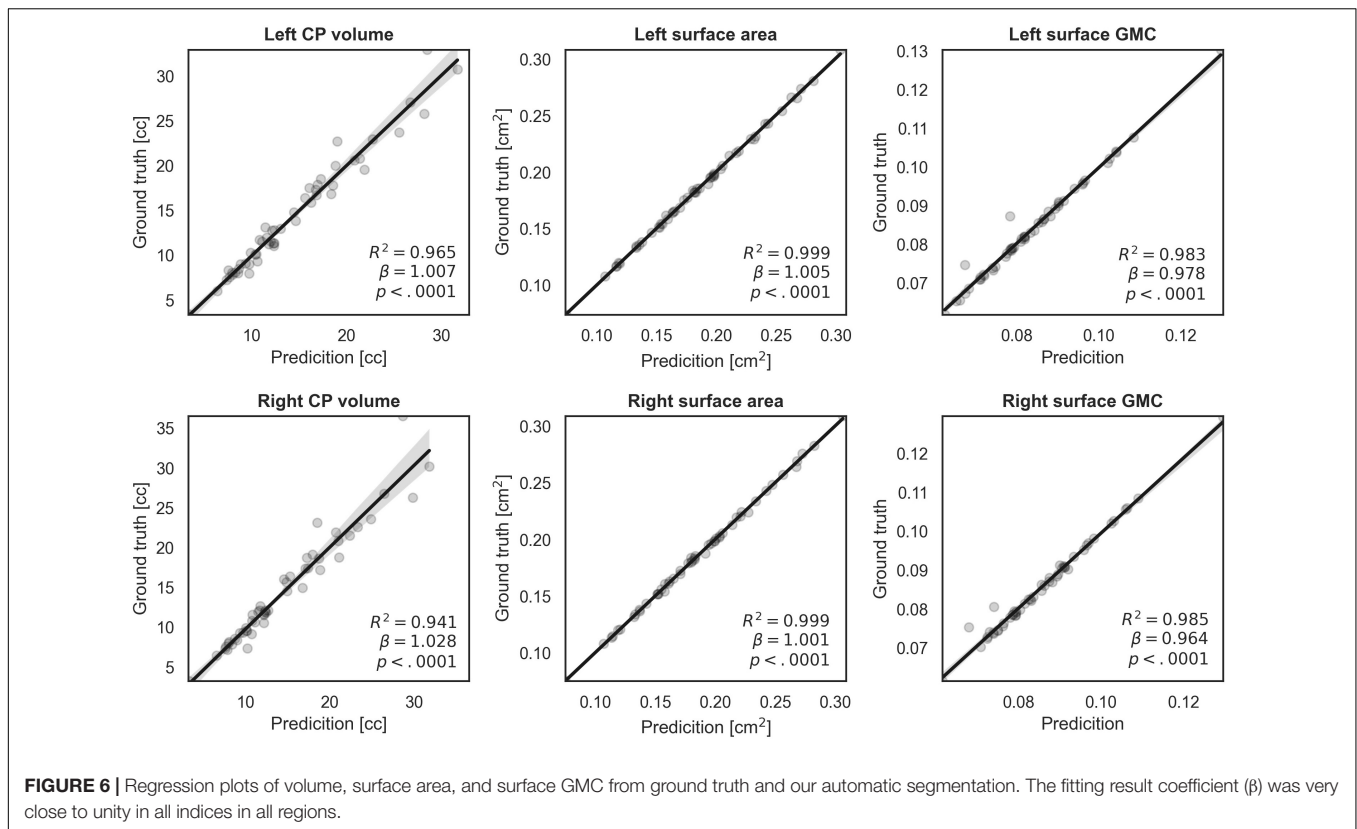 Left CP volume
Left surface area
Left surface GMC
Ground truth [cc]
30
25
20
15
10
5
R² = 0.965
β = 1.007
p < .0001
10
20
30
Predicition [cc]
Ground truth [cm²]
0.30
0.25
0.20
0.15
0.10
R² = 0.999
β = 1.005
p < .0001
0.10
0.15
0.20
0.25
0.30
Predicition [cm²]
Ground truth
0.13
0.12
0.11
0.10
0.09
0.08
0.07
R² = 0.983
β = 0.978
p < .0001
0.08
0.10
0.12
Predicition
Right CP volume
Right surface area
Right surface GMC
Ground truth [cc]
35
30
25
20
15
10
5
R² = 0.941
β = 1.028
p < .0001
10
20
30
Predicition [cc]
Ground truth [cm²]
0.30
0.25
0.20
0.15
0.10
R² = 0.999
β = 1.001
p < .0001
0.10
0.15
0.20
0.25
0.30
Predicition [cm²]
Ground truth
0.12
0.11
0.10
0.09
0.08
0.07
R² = 0.985
β = 0.964
p < .0001
0.08
0.10
0.12
Predicition
FIGURE 6 | Regression plots of volume, surface area, and surface GMC from ground truth and our automatic segmentation. The fitting result coefficient (β) was very
close to unity in all indices in all regions.